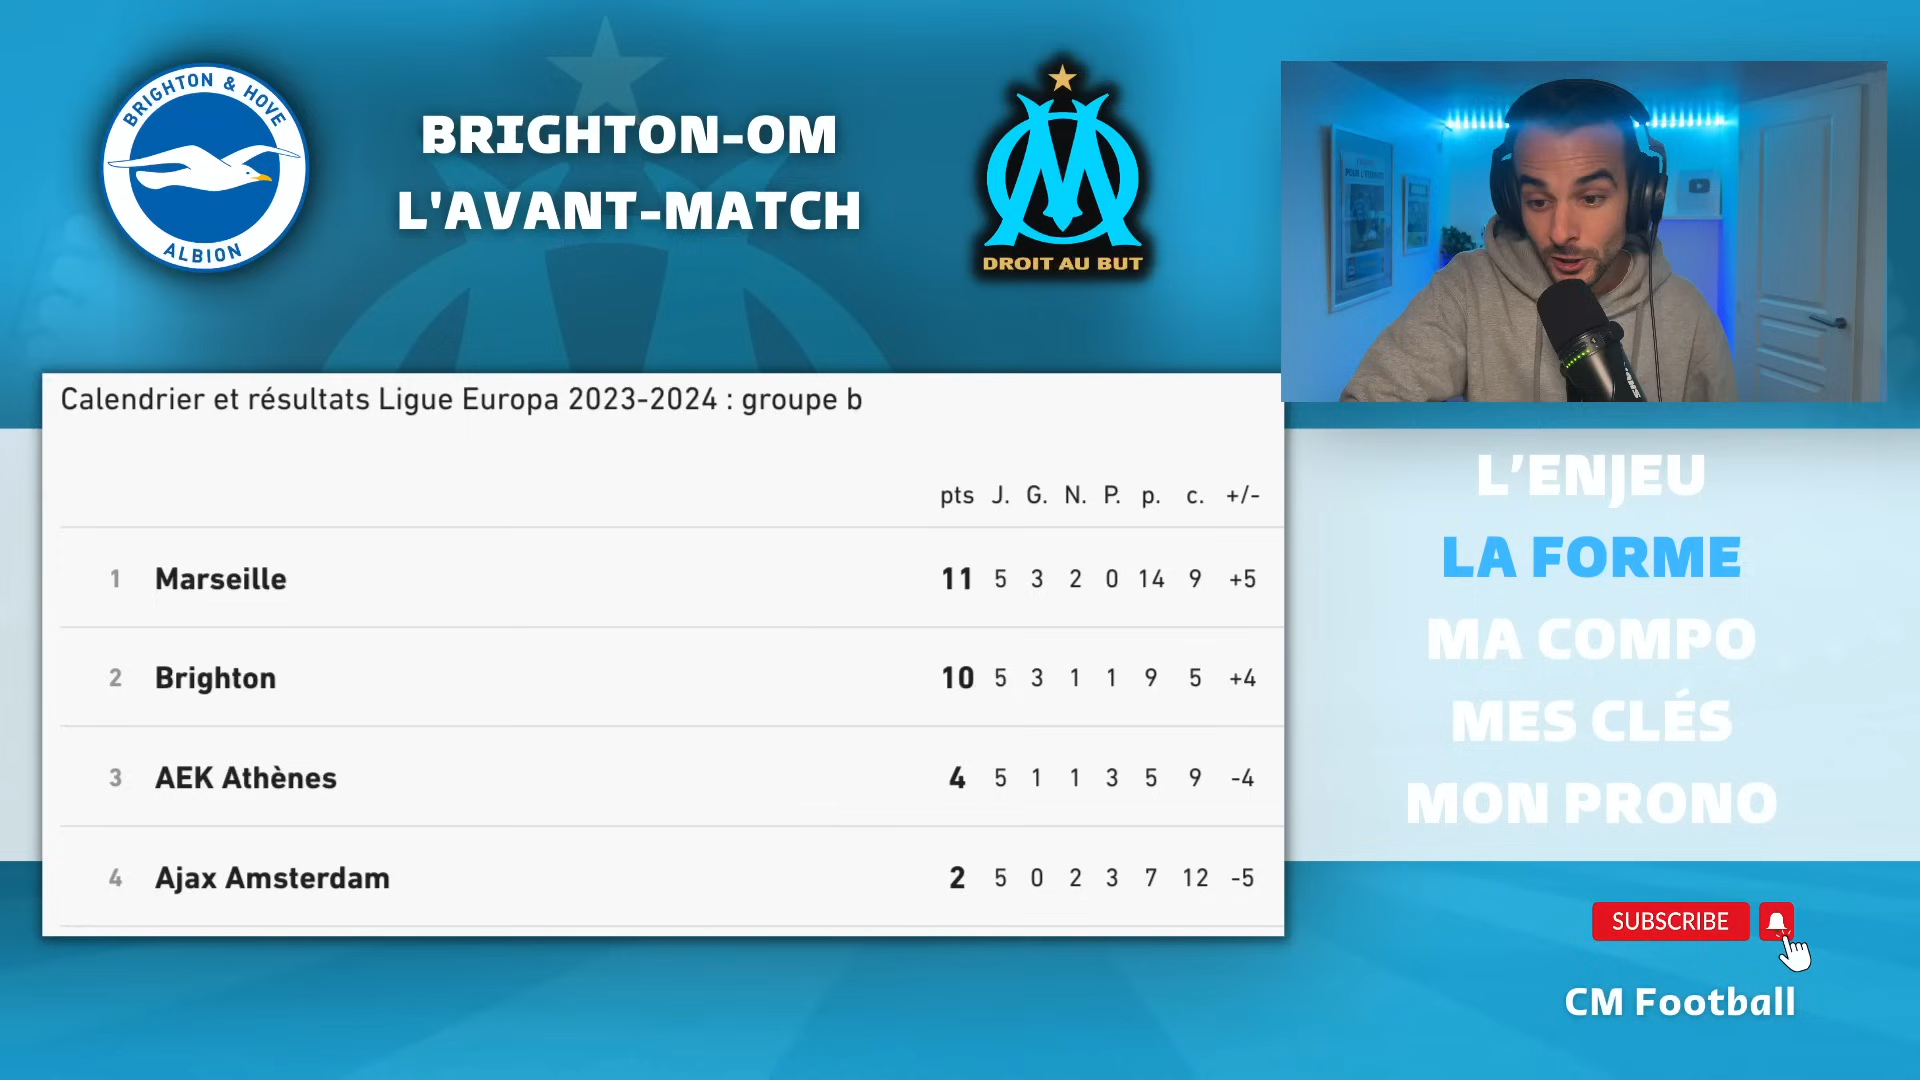 BRIGHTON & HOVE
ALBION
BRIGHTON-OM
L'AVANT-MATCH
DROIT AU BUT
Calendrier et résultats Ligue Europa 2023-2024 : groupe b
pts J. G. N. P. p. c. +/-
1 Marseille 11 5 3 2 0 14 9 +5
2 Brighton 10 5 3 1 1 9 5 +4
3 AEK Athènes 4 5 1 1 3 5 9 -4
4 Ajax Amsterdam 2 5 0 2 3 7 12 -5
L'ENJEU
LA FORME
MA COMPO
MES CLÉS
MON PRONO
SUBSCRIBE
CM Football